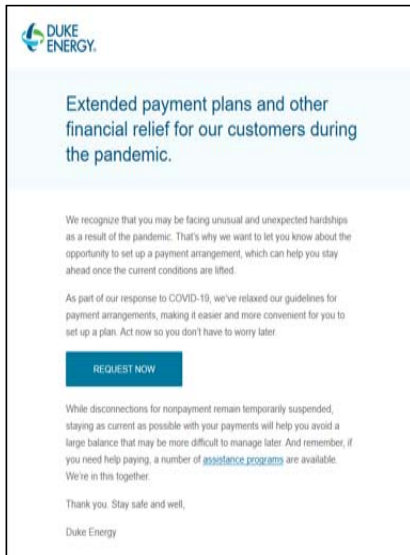 DUKE
ENERGY®
Extended payment plans and other
financial relief for our customers during
the pandemic.
We recognize that you may be facing unusual and unexpected hardships
as a result of the pandemic. That's why we want to let you know about the
opportunity to set up a payment arrangement, which can help you stay
ahead once the current conditions are lifted.
As part of our response to COVID-19, we've relaxed our guidelines for
payment arrangements, making it easier and more convenient for you to
set up a plan. Act now so you don't have to worry later.
REQUEST NOW
While disconnections for nonpayment remain temporarily suspended,
staying as current as possible with your payments will help you avoid a
large balance that may be more difficult to manage later. And remember, if
you need help paying, a number of assistance programs are available.
We're in this together.
Thank you. Stay safe and well,
Duke Energy